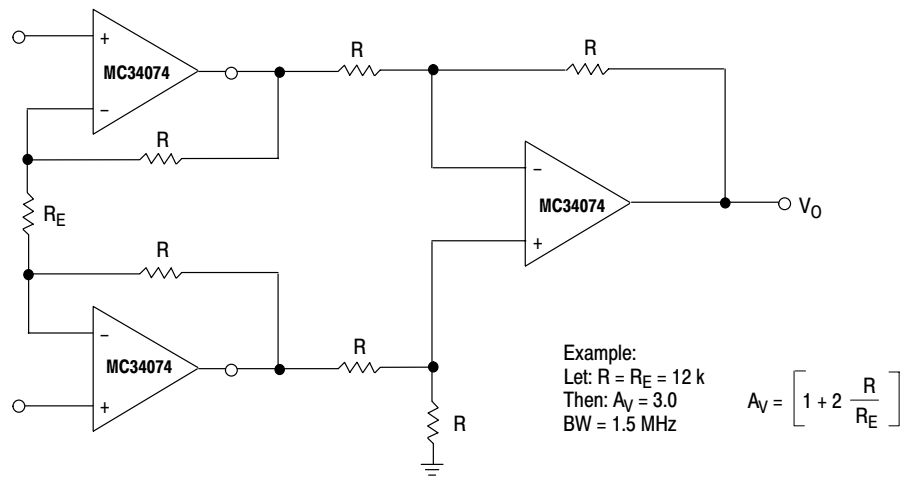 R
R
+
MC34074
−
R
R_E
−
MC34074
+
V_O
R
−
MC34074
+
R
R
Example:
Let: R = R_E = 12 k
Then: A_V = 3.0
BW = 1.5 MHz
A_V = [ 1 + 2 R / R_E ]